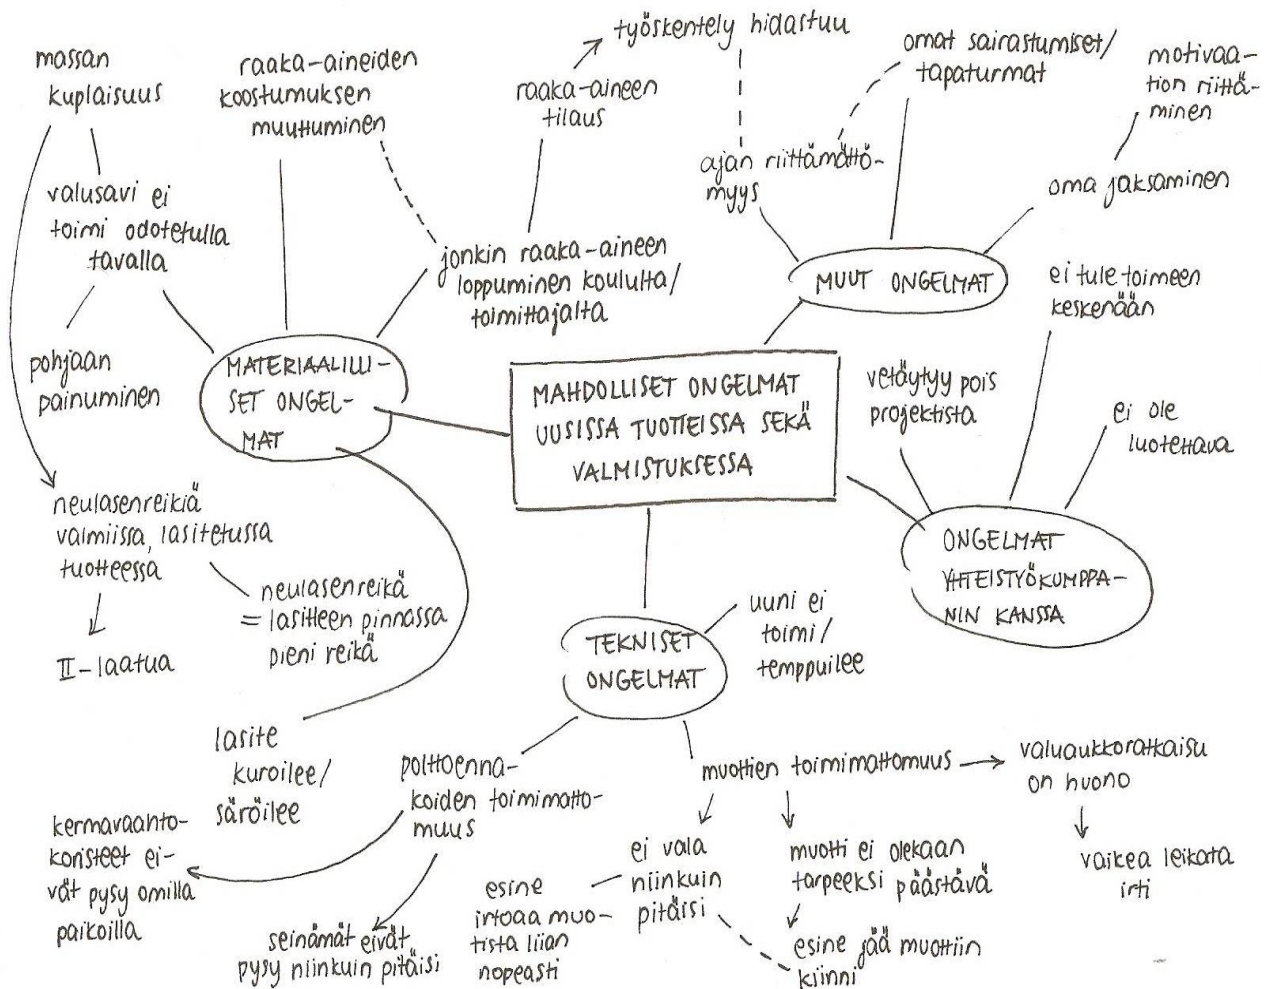 massan
kuplaisuus
raaka-aineiden
koostumuksen
muuttuminen
työskentely hidastuu
raaka-aineen
tilaus
omat sairastumiset/
tapaturmat
motivaa-
tion riittä-
minen
ajan riittämättö-
myys
oma jaksaminen
valusavi ei
toimi odotetulla
tavalla
jonkin raaka-aineen
loppuminen koululta/
toimittajalta
MUUT ONGELMAT
ei tule toimeen
keskenään
pohjaan
painuminen
MATERIAALILLI-
SET ONGEL-
MAT
MAHDOLLISET ONGELMAT
UUSISSA TUOTTEISSA SEKÄ
VALMISTUKSESSA
vetäytyy pois
projektista
ei ole
luotettava
neulasenreikiä
valmiissa, lasitetussa
tuotteessa
neulasenreikä
= lasitteen pinnassa
pieni reikä
II-laatua
ONGELMAT
YHTEISTYÖKUMPPA-
NIN KANSSA
TEKNISET
ONGELMAT
uuni ei
toimi/
temppuilee
lasite
kuroilee/
säröilee
polttoenna-
koiden toimimatto-
muus
muottien toimimattomuus
valuaukkoratkaisu
on huono
vaikea leikata
irti
kermavaahto-
koristeet ei-
vät pysy omilla
paikoilla
seinämät eivät
pysy niinkuin pitäisi
esine
irtoaa muo-
tista liian
nopeasti
ei vala
niinkuin
pitäisi
muotti ei olekaan
tarpeeksi päästävä
esine jää muottiin
kiinni